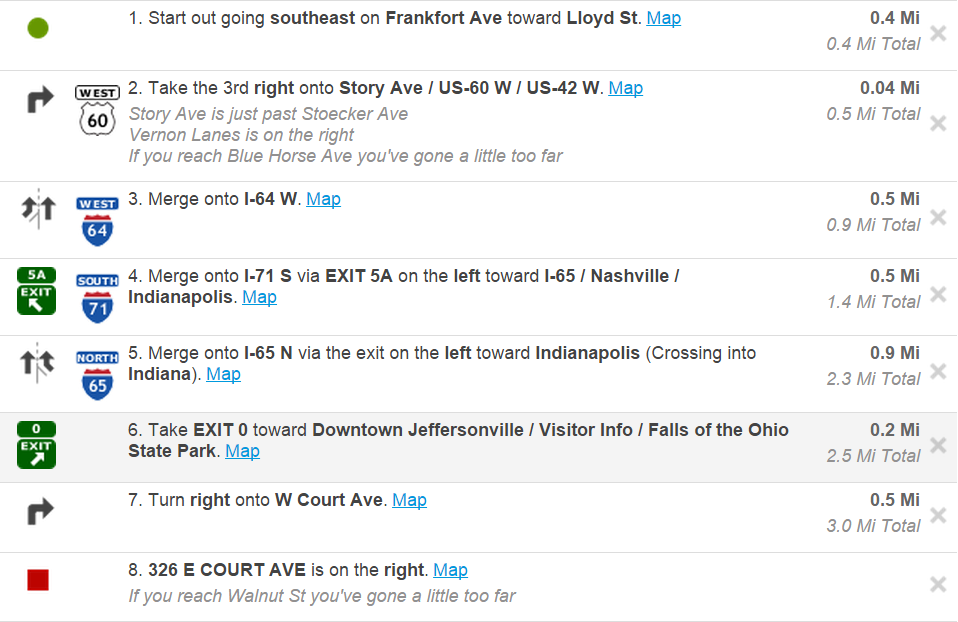 1. Start out going southeast on Frankfort Ave toward Lloyd St. Map
0.4 Mi
0.4 Mi Total
WEST
60
2. Take the 3rd right onto Story Ave / US-60 W / US-42 W. Map
Story Ave is just past Stoecker Ave
Vernon Lanes is on the right
If you reach Blue Horse Ave you've gone a little too far
0.04 Mi
0.5 Mi Total
WEST
64
3. Merge onto I-64 W. Map
0.5 Mi
0.9 Mi Total
5A
EXIT
SOUTH
71
4. Merge onto I-71 S via EXIT 5A on the left toward I-65 / Nashville /
Indianapolis. Map
0.5 Mi
1.4 Mi Total
NORTH
65
5. Merge onto I-65 N via the exit on the left toward Indianapolis (Crossing into
Indiana). Map
0.9 Mi
2.3 Mi Total
0
EXIT
6. Take EXIT 0 toward Downtown Jeffersonville / Visitor Info / Falls of the Ohio
State Park. Map
0.2 Mi
2.5 Mi Total
7. Turn right onto W Court Ave. Map
0.5 Mi
3.0 Mi Total
8. 326 E COURT AVE is on the right. Map
If you reach Walnut St you've gone a little too far